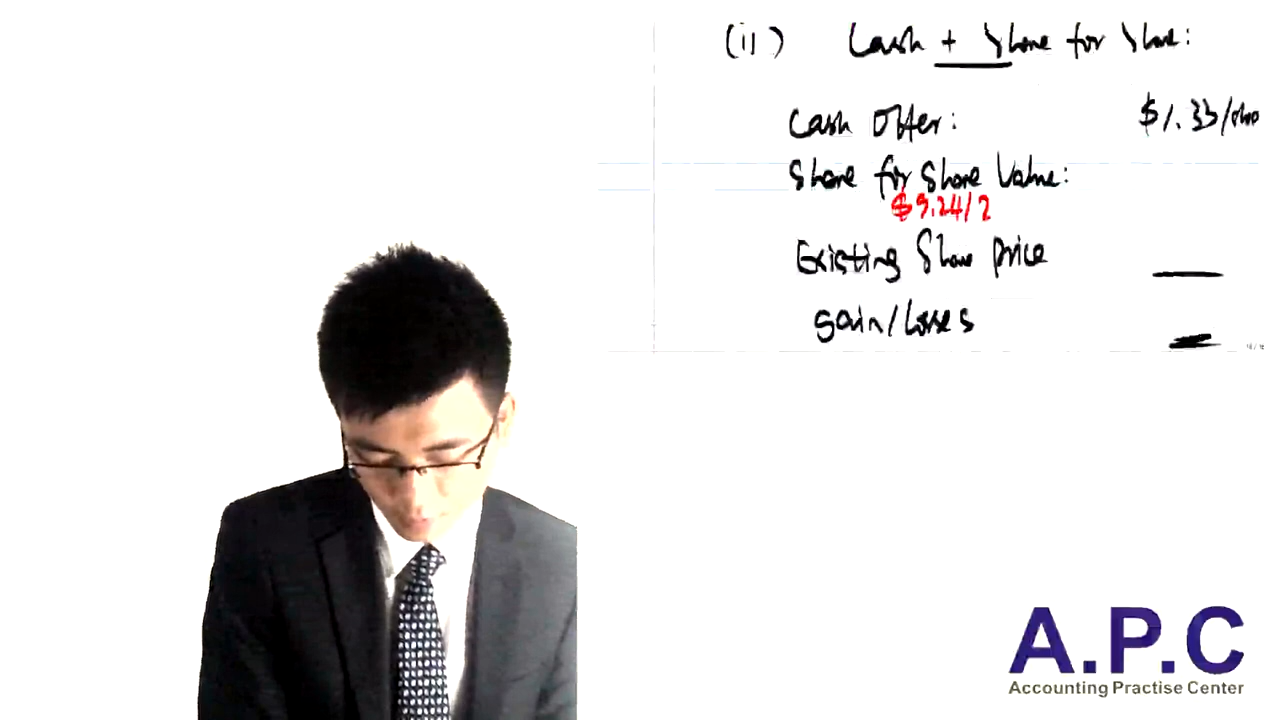 (ii) Cash + Share for Share:
Cash Offer: $1.33/
Share for Share Value:
$9.24/2
Existing Share price
gain/losses
A.P.C
Accounting Practise Center